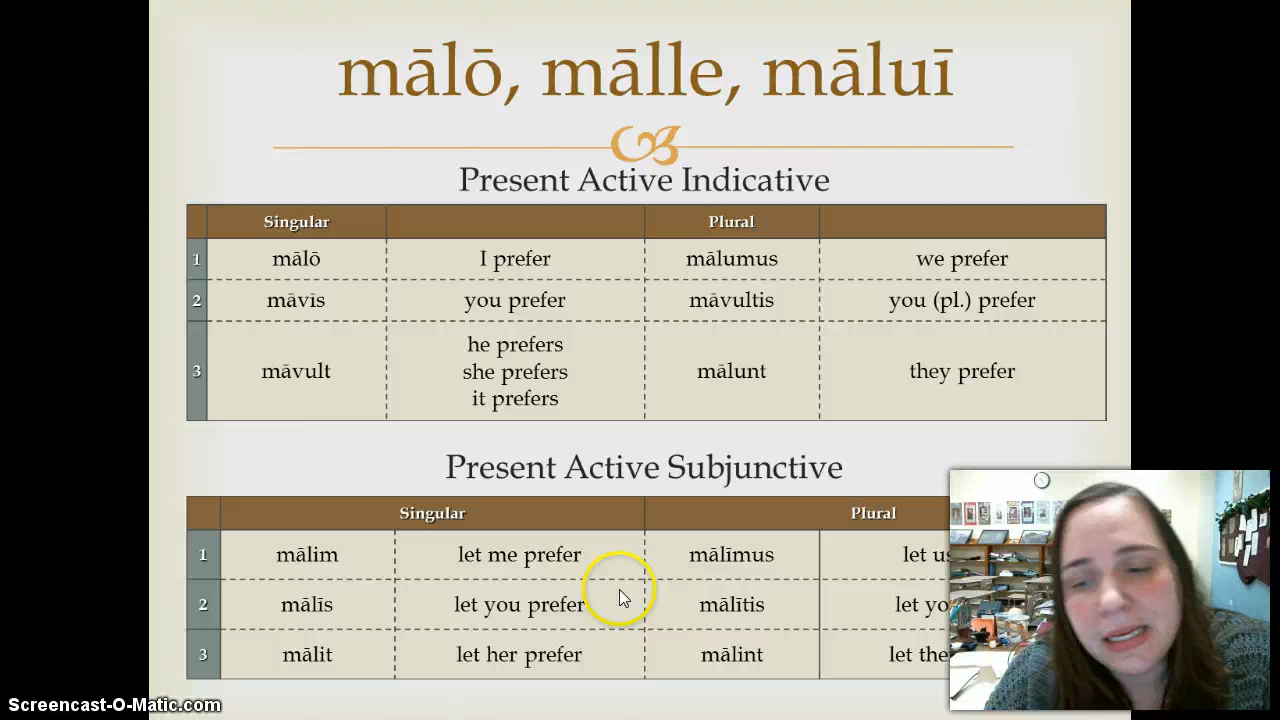 mālō, mālle, māluī
Present Active Indicative
Singular Plural
1 mālō I prefer mālumus we prefer
2 māvīs you prefer māvultis you (pl.) prefer
he prefers
3 māvult she prefers mālunt they prefer
it prefers
Present Active Subjunctive
Singular Plural
1 mālim let me prefer mālīmus let us
2 mālīs let you prefer mālītis let yo
3 mālit let her prefer mālint let the
Screencast-O-Matic.com